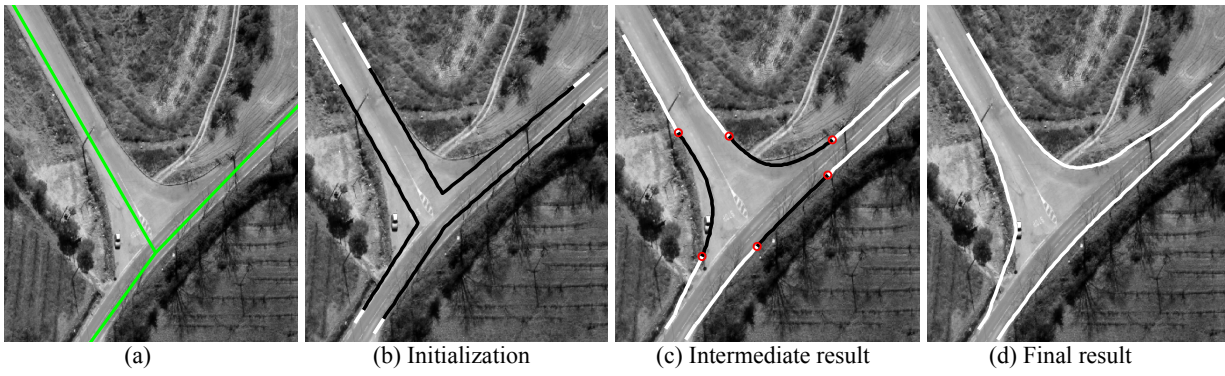 (a)
(b) Initialization
(c) Intermediate result
(d) Final result